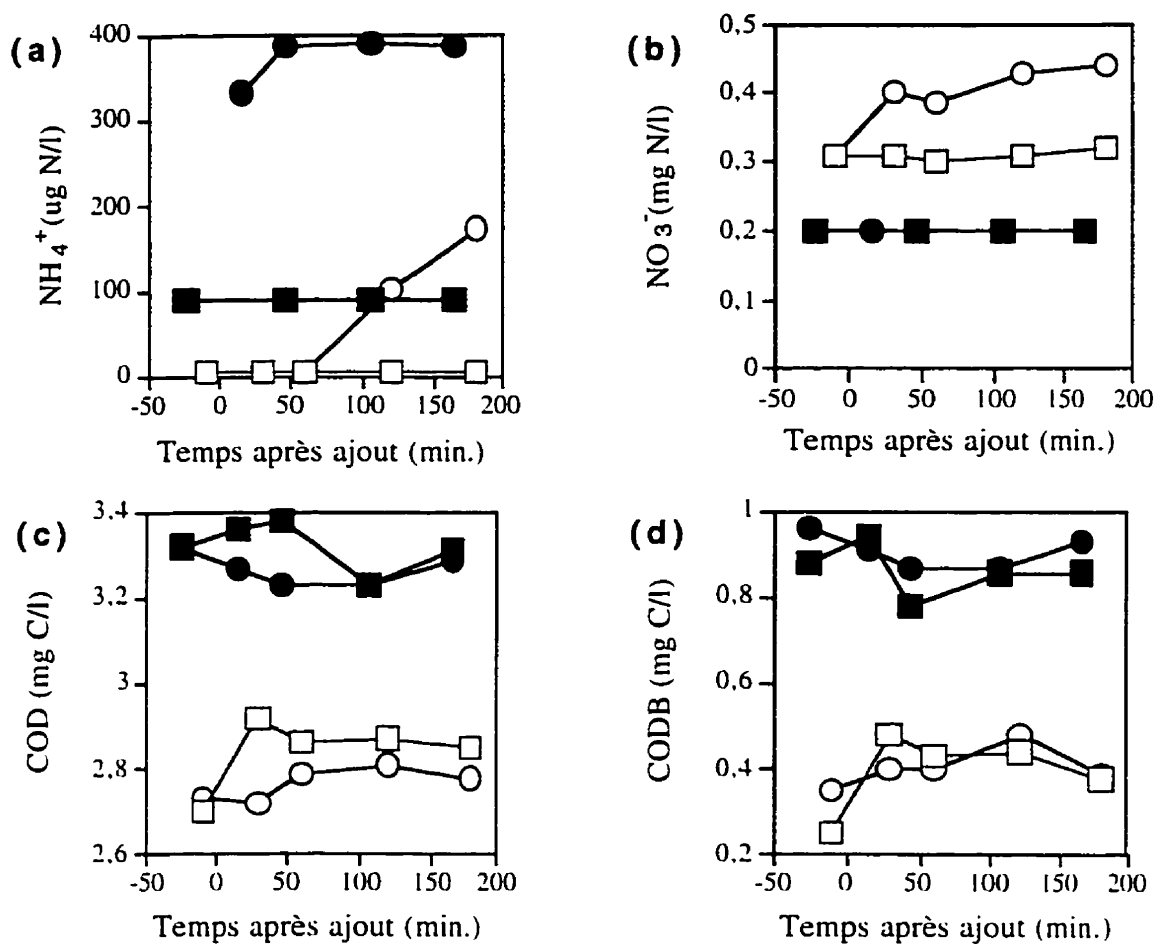 (a)
400
300
200
100
0
NH4+ (ug N/l)
-50 0 50 100 150 200
Temps après ajout (min.)
(b)
0,5
0,4
0,3
0,2
0,1
0
NO3- (mg N/l)
-50 0 50 100 150 200
Temps après ajout (min.)
(c)
3,4
3,2
3
2,8
2,6
COD (mg C/l)
-50 0 50 100 150 200
Temps après ajout (min.)
(d)
1
0,8
0,6
0,4
0,2
CODB (mg C/l)
-50 0 50 100 150 200
Temps après ajout (min.)